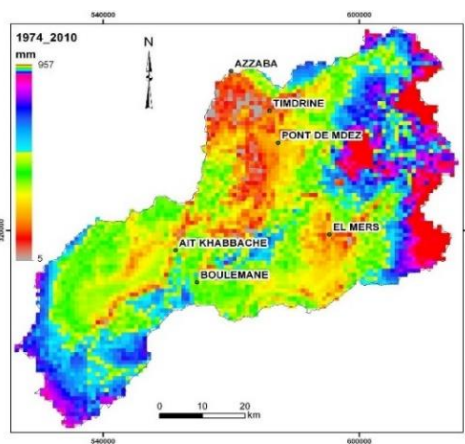 540000
600000
1974_2010
mm
957
N
AZZABA
TIMDRINE
PONT DE MDEZ
EL MERS
AIT KHABBACHE
5
BOULEMANE
0 10 20
km
540000
600000